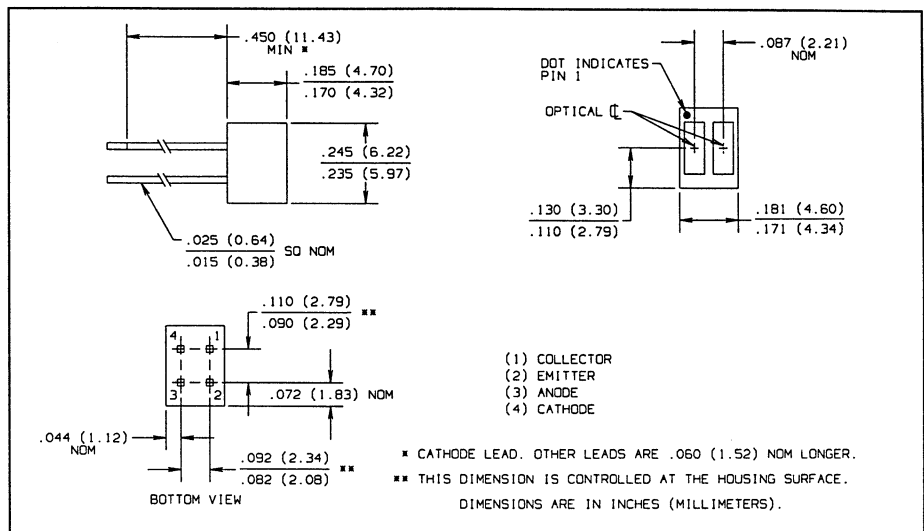 .450 (11.43)
MIN *
.185 (4.70)
.170 (4.32)
.245 (6.22)
.235 (5.97)
.025 (0.64)
.015 (0.38)
SQ NOM
.087 (2.21)
NOM
DOT INDICATES
PIN 1
OPTICAL ℄
.130 (3.30)
.110 (2.79)
.181 (4.60)
.171 (4.34)
.110 (2.79)
.090 (2.29)
**
4 1
3 2
.072 (1.83) NOM
.044 (1.12)
NOM
.092 (2.34)
.082 (2.08)
**
BOTTOM VIEW
(1) COLLECTOR
(2) EMITTER
(3) ANODE
(4) CATHODE
* CATHODE LEAD. OTHER LEADS ARE .060 (1.52) NOM LONGER.
** THIS DIMENSION IS CONTROLLED AT THE HOUSING SURFACE.
DIMENSIONS ARE IN INCHES (MILLIMETERS).